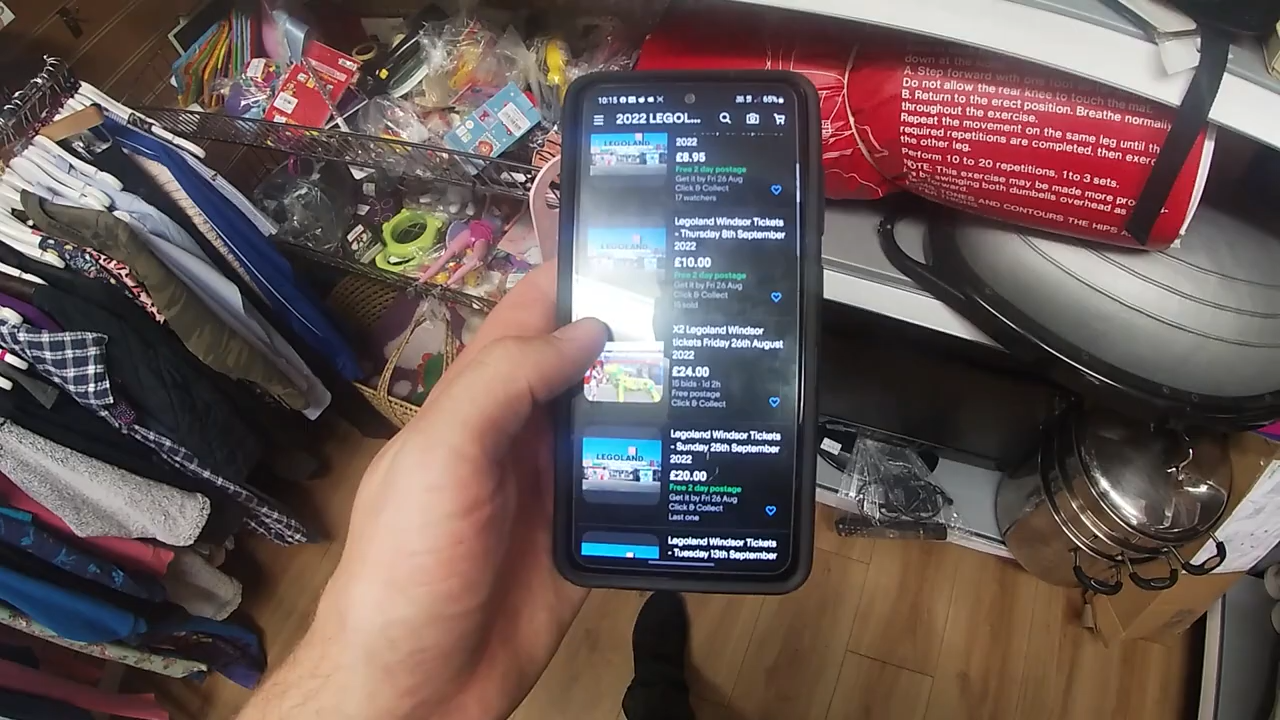 10:15
65%
2022 LEGOL...
2022
£8.95
Free 2 day postage
Get it by Fri 26 Aug
Click & Collect
17 watchers
LEGOLAND
Legoland Windsor Tickets
- Thursday 8th September
2022
£10.00
Free 2 day postage
Get it by Fri 26 Aug
Click & Collect
15 sold
LEGOLAND
X2 Legoland Windsor
tickets Friday 26th August
2022
£24.00
15 bids · 1d 2h
Free postage
Click & Collect
Legoland Windsor Tickets
- Sunday 25th September
2022
£20.00
Free 2 day postage
Get it by Fri 26 Aug
Click & Collect
Last one
LEGOLAND
Legoland Windsor Tickets
- Tuesday 13th September
down at the
A. Step forward with one foot
Do not allow the rear knee to touch the mat.
B. Return to the erect position. Breathe normally
throughout the exercise.
Repeat the movement on the same leg until th
required repetitions are completed, then exerc
the other leg.
Perform 10 to 20 repetitions, 1 to 3 sets.
NOTE: This exercise may be made more
by swinging both dumbells overhead as
forward.
TONES AND CONTOURS THE HIPS